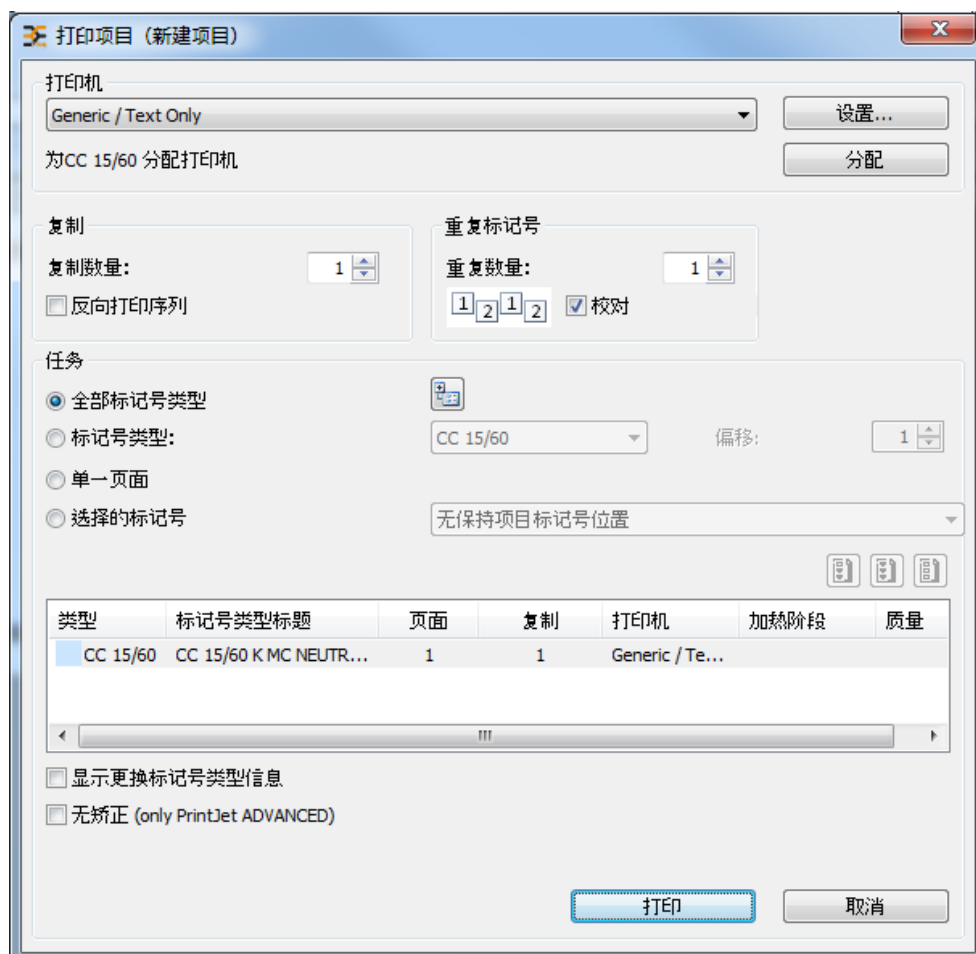 打印项目（新建项目）
打印机
Generic / Text Only
设置...
为CC 15/60 分配打印机
分配
复制
重复标记号
复制数量:
1
重复数量:
1
反向打印序列
1 2 1 2
校对
任务
全部标记号类型
标记号类型:
CC 15/60
偏移:
1
单一页面
选择的标记号
无保持项目标记号位置
类型 标记号类型标题 页面 复制 打印机 加热阶段 质量
CC 15/60 CC 15/60 K MC NEUTR... 1 1 Generic / Te...
显示更换标记号类型信息
无矫正 (only PrintJet ADVANCED)
打印
取消